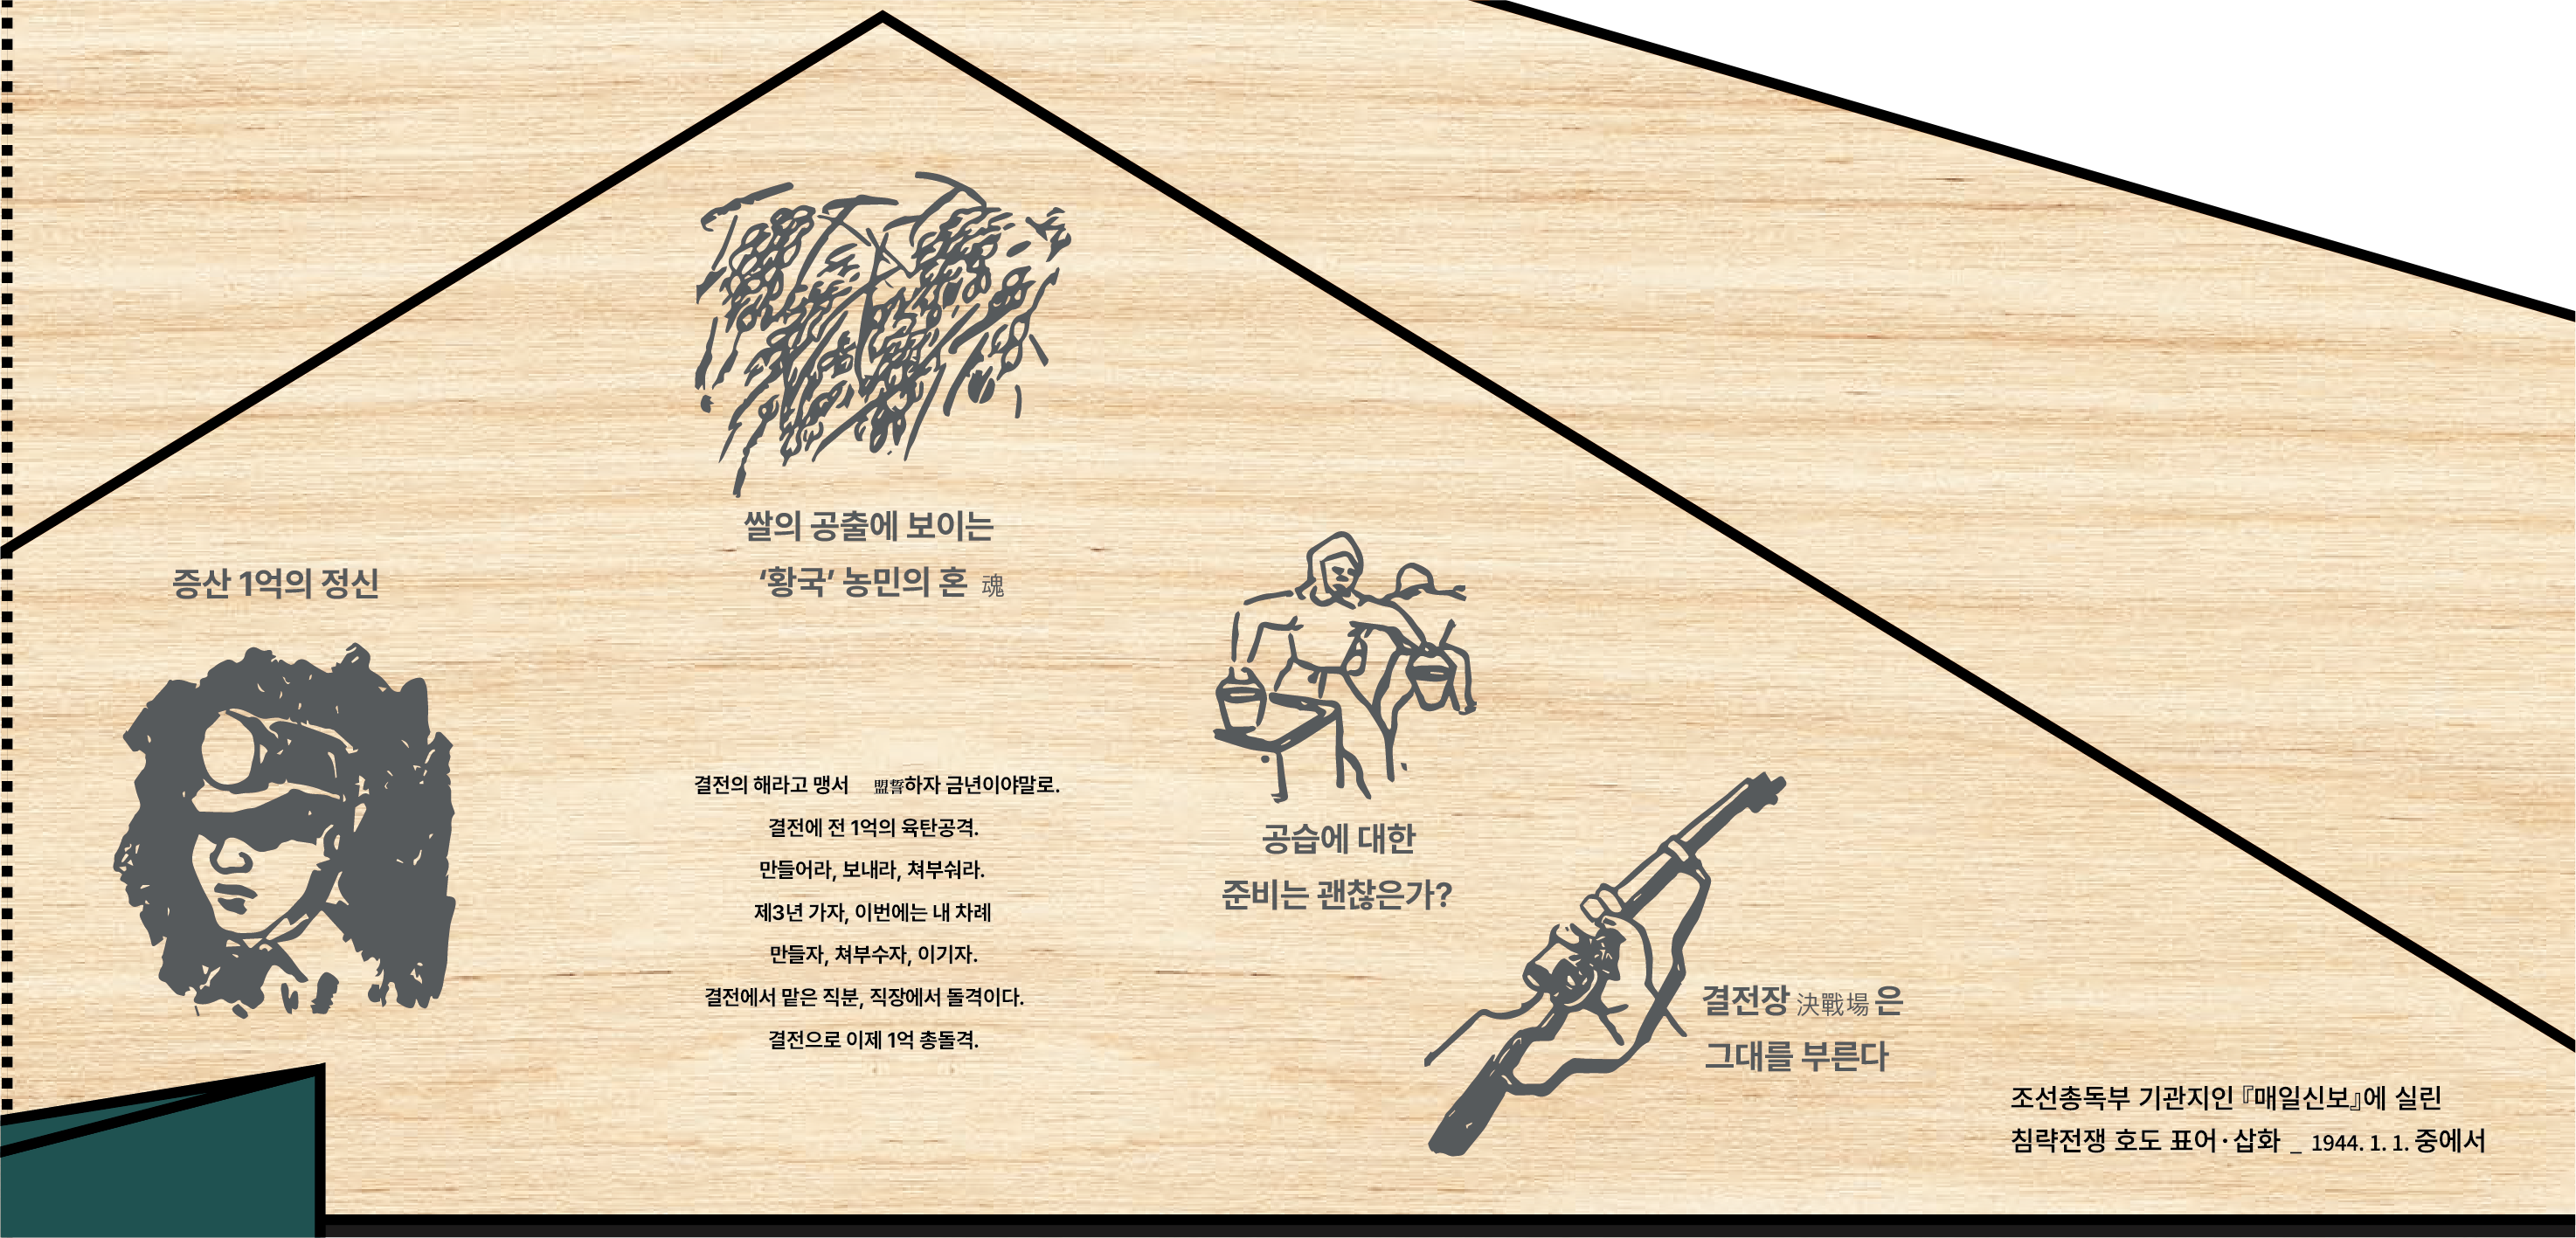 쌀의 공출에 보이는
‘황국’ 농민의 혼 魂
증산 1억의 정신
결전의 해라고 맹서 盟誓하자 금년이야말로.
결전에 전 1억의 육탄공격.
만들어라, 보내라, 쳐부숴라.
제3년 가자, 이번에는 내 차례
만들자, 쳐부수자, 이기자.
결전에서 맡은 직분, 직장에서 돌격이다.
결전으로 이제 1억 총돌격.
공습에 대한
준비는 괜찮은가?
결전장 決戰場 은
그대를 부른다
조선총독부 기관지인 『매일신보』에 실린
침략전쟁 호도 표어·삽화 _ 1944. 1. 1. 중에서